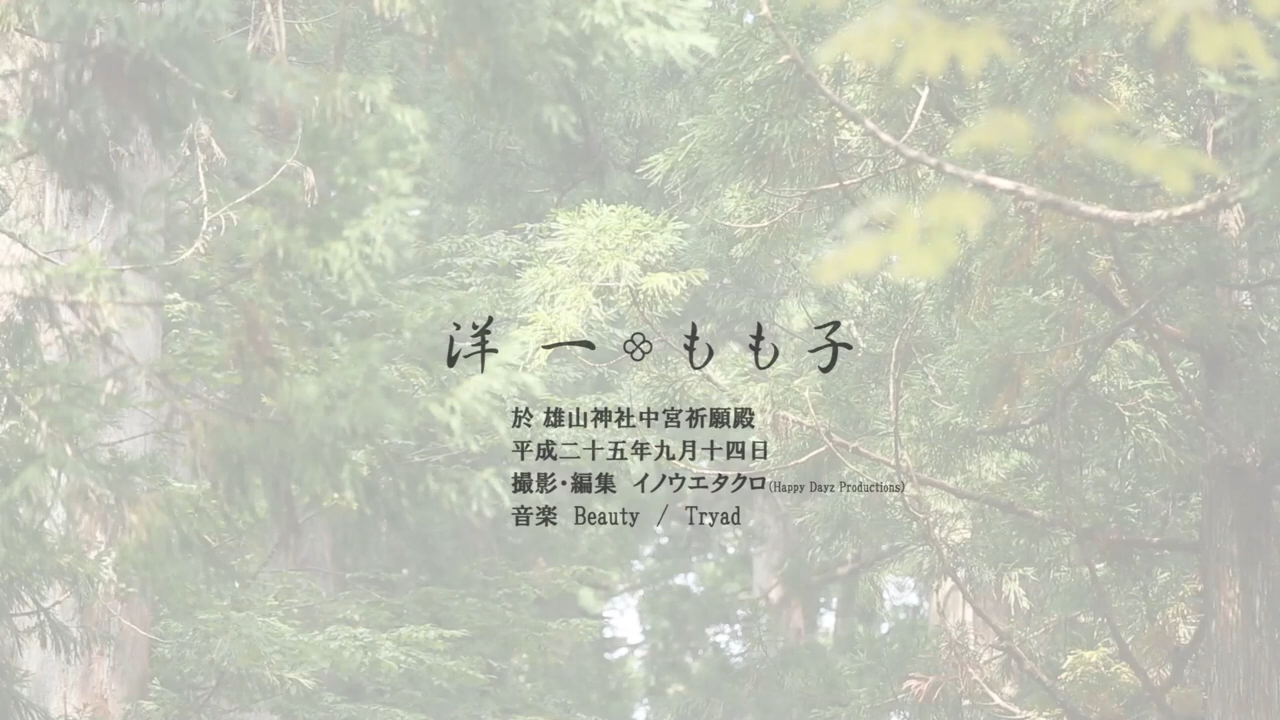 洋一 もも子
於 雄山神社中宮祈願殿
平成二十五年九月十四日
撮影・編集 イノウエタクロ(Happy Dayz Productions)
音楽 Beauty / Tryad